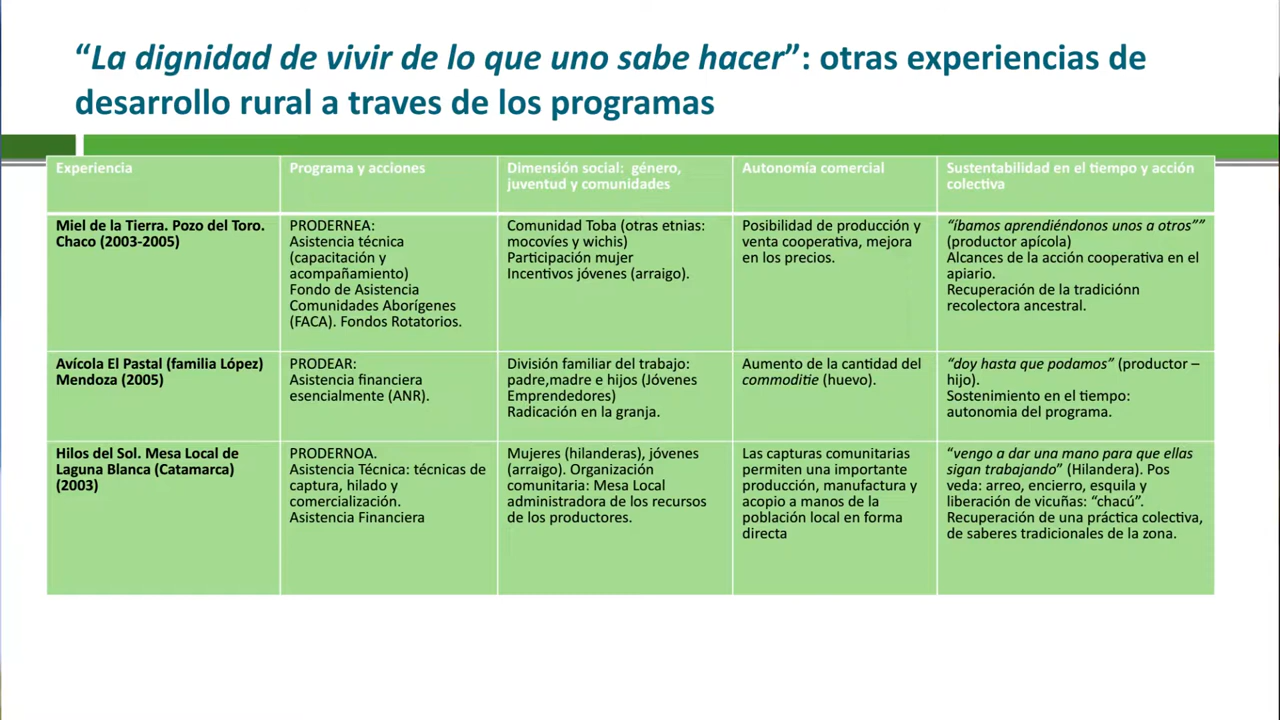 “La dignidad de vivir de lo que uno sabe hacer”: otras experiencias de
desarrollo rural a traves de los programas
Experiencia
Programa y acciones
Dimensión social: género,
juventud y comunidades
Autonomía comercial
Sustentabilidad en el tiempo y acción
colectiva
Miel de la Tierra. Pozo del Toro.
Chaco (2003-2005)
PRODERNEA:
Asistencia técnica
(capacitación y
acompañamiento)
Fondo de Asistencia
Comunidades Aborígenes
(FACA). Fondos Rotatorios.
Comunidad Toba (otras etnias:
mocovíes y wichis)
Participación mujer
Incentivos jóvenes (arraigo).
Posibilidad de producción y
venta cooperativa, mejora
en los precios.
“íbamos aprendiéndonos unos a otros””
(productor apícola)
Alcances de la acción cooperativa en el
apiario.
Recuperación de la tradiciónn
recolectora ancestral.
Avícola El Pastal (familia López)
Mendoza (2005)
PRODEAR:
Asistencia financiera
esencialmente (ANR).
División familiar del trabajo:
padre,madre e hijos (Jóvenes
Emprendedores)
Radicación en la granja.
Aumento de la cantidad del
commoditie (huevo).
“doy hasta que podamos” (productor –
hijo).
Sostenimiento en el tiempo:
autonomia del programa.
Hilos del Sol. Mesa Local de
Laguna Blanca (Catamarca)
(2003)
PRODERNOA.
Asistencia Técnica: técnicas de
captura, hilado y
comercialización.
Asistencia Financiera
Mujeres (hilanderas), jóvenes
(arraigo). Organización
comunitaria: Mesa Local
administradora de los recursos
de los productores.
Las capturas comunitarias
permiten una importante
producción, manufactura y
acopio a manos de la
población local en forma
directa
“vengo a dar una mano para que ellas
sigan trabajando” (Hilandera). Pos
veda: arreo, encierro, esquila y
liberación de vicuñas: “chacú”.
Recuperación de una práctica colectiva,
de saberes tradicionales de la zona.